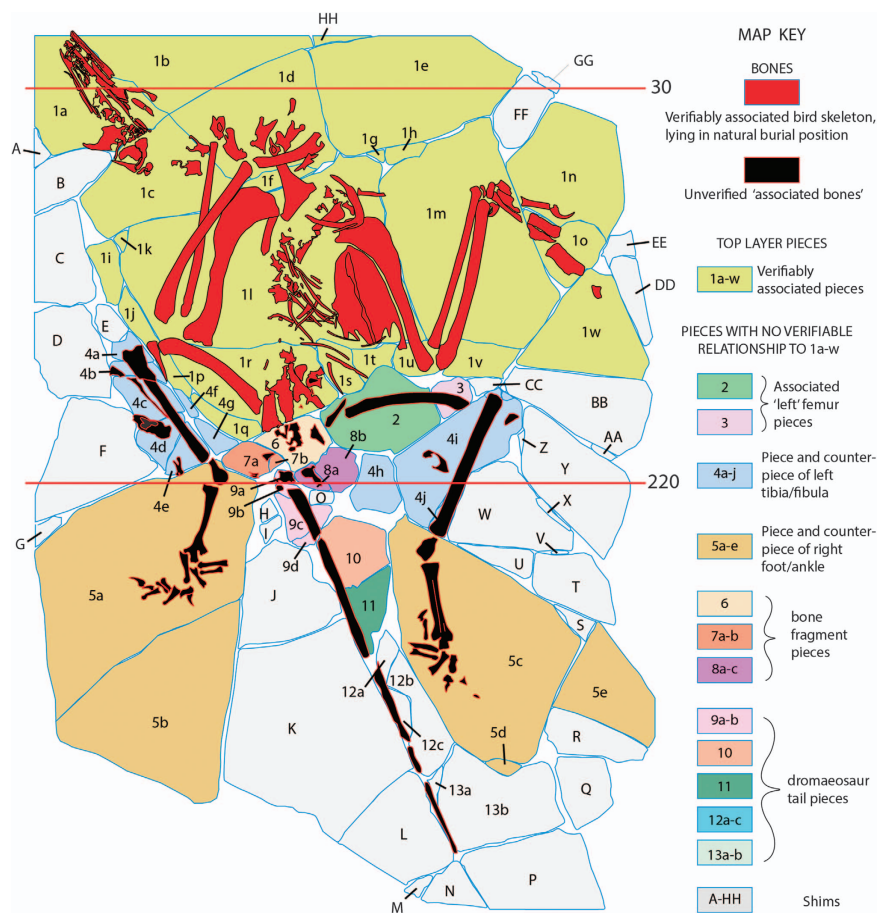 HH
1b
1d
1e
GG
30
1a
FF
A
1g
1h
B
1c
1f
1n
1m
1k
C
1i
1l
1o
EE
DD
D
E
1j
1w
4a
4b
1p
1r
1s
1t
1u
1v
4c
4f
4g
3
CC
BB
2
F
4d
1q
6
8b
4i
Z
AA
7a
7b
4h
Y
4e
9a
8a
220
9b
O
4j
X
G
H
9c
W
I
9d
V
10
U
5a
J
T
11
S
5c
12b
12a
5e
K
5b
12c
5d
R
13a
13b
Q
L
P
M
N
MAP KEY
BONES
Verifiably associated bird skeleton,
lying in natural burial position
Unverified ‘associated bones’
TOP LAYER PIECES
1a-w
Verifiably
associated pieces
PIECES WITH NO VERIFIABLE
RELATIONSHIP TO 1a-w
2
3
Associated
‘left’ femur
pieces
4a-j
Piece and counter-
piece of left
tibia/fibula
5a-e
Piece and counter-
piece of right
foot/ankle
6
7a-b
8a-c
bone
fragment
pieces
9a-b
10
11
12a-c
13a-b
dromaeosaur
tail pieces
A-HH
Shims